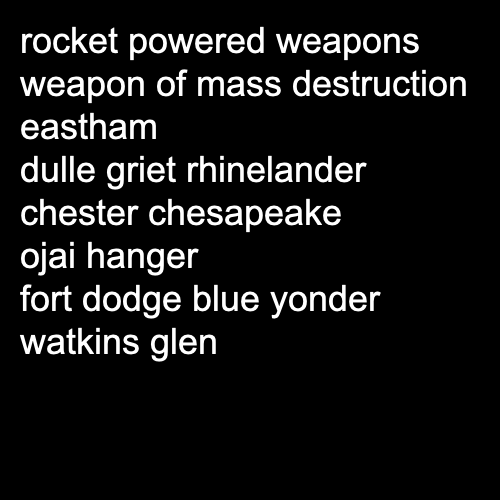 rocket powered weapons
weapon of mass destruction
eastham
dulle griet rhinelander
chester chesapeake
ojai hanger
fort dodge blue yonder
watkins glen